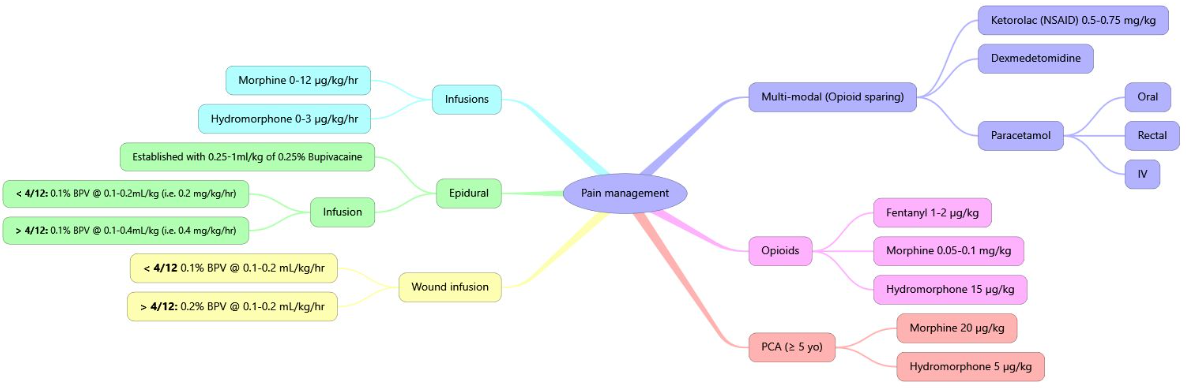 Pain management
Multi-modal (Opioid sparing)
Ketorolac (NSAID) 0.5-0.75 mg/kg
Dexmedetomidine
Paracetamol
Oral
Rectal
IV
Opioids
Fentanyl 1-2 µg/kg
Morphine 0.05-0.1 mg/kg
Hydromorphone 15 µg/kg
PCA (≥ 5 yo)
Morphine 20 µg/kg
Hydromorphone 5 µg/kg
Infusions
Morphine 0-12 µg/kg/hr
Hydromorphone 0-3 µg/kg/hr
Epidural
Established with 0.25-1ml/kg of 0.25% Bupivacaine
Infusion
< 4/12: 0.1% BPV @ 0.1-0.2mL/kg (i.e. 0.2 mg/kg/hr)
> 4/12: 0.1% BPV @ 0.1-0.4mL/kg (i.e. 0.4 mg/kg/hr)
Wound infusion
< 4/12 0.1% BPV @ 0.1-0.2 mL/kg/hr
> 4/12: 0.2% BPV @ 0.1-0.2 mL/kg/hr